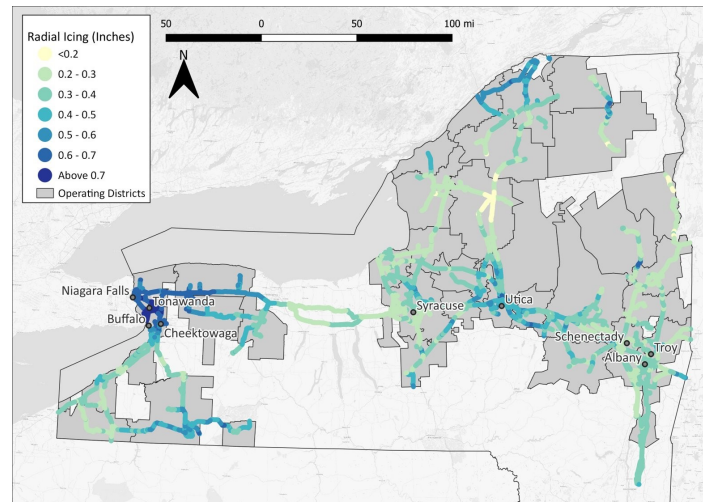 50 0 50 100 mi
Radial Icing (Inches)
<0.2
0.2 - 0.3
0.3 - 0.4
0.4 - 0.5
0.5 - 0.6
0.6 - 0.7
Above 0.7
Operating Districts
N
Niagara Falls
Tonawanda
Buffalo
Cheektowaga
Syracuse
Utica
Schenectady
Troy
Albany